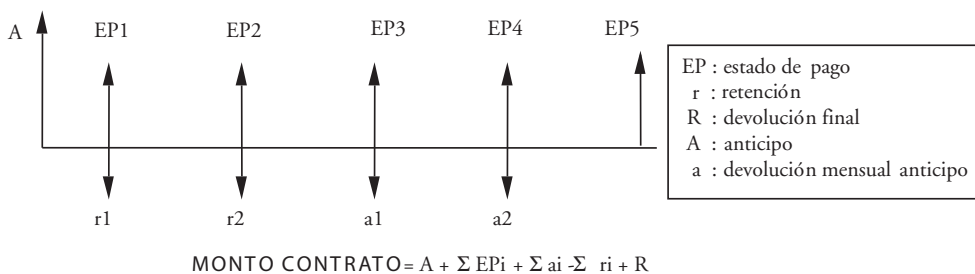 A EP1 EP2 EP3 EP4 EP5
EP : estado de pago
r : retención
R : devolución final
A : anticipo
a : devolución mensual anticipo
r1 r2 a1 a2
MONTO CONTRATO= A + Σ EPi + Σ ai -Σ ri + R